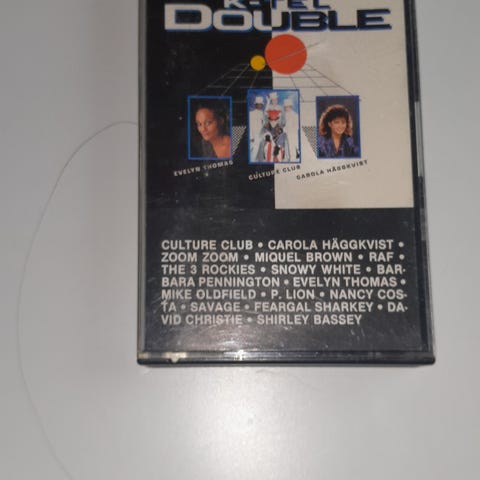 K-TEL
DOUBLE
EVELYN THOMAS
CULTURE CLUB
CAROLA HÄGGKVIST
CULTURE CLUB • CAROLA HÄGGKVIST •
ZOOM ZOOM • MIQUEL BROWN • RAF •
THE 3 ROCKIES • SNOWY WHITE • BAR-
BARA PENNINGTON • EVELYN THOMAS •
MIKE OLDFIELD • P. LION • NANCY COS-
TA • SAVAGE • FEARGAL SHARKEY • DA-
VID CHRISTIE • SHIRLEY BASSEY